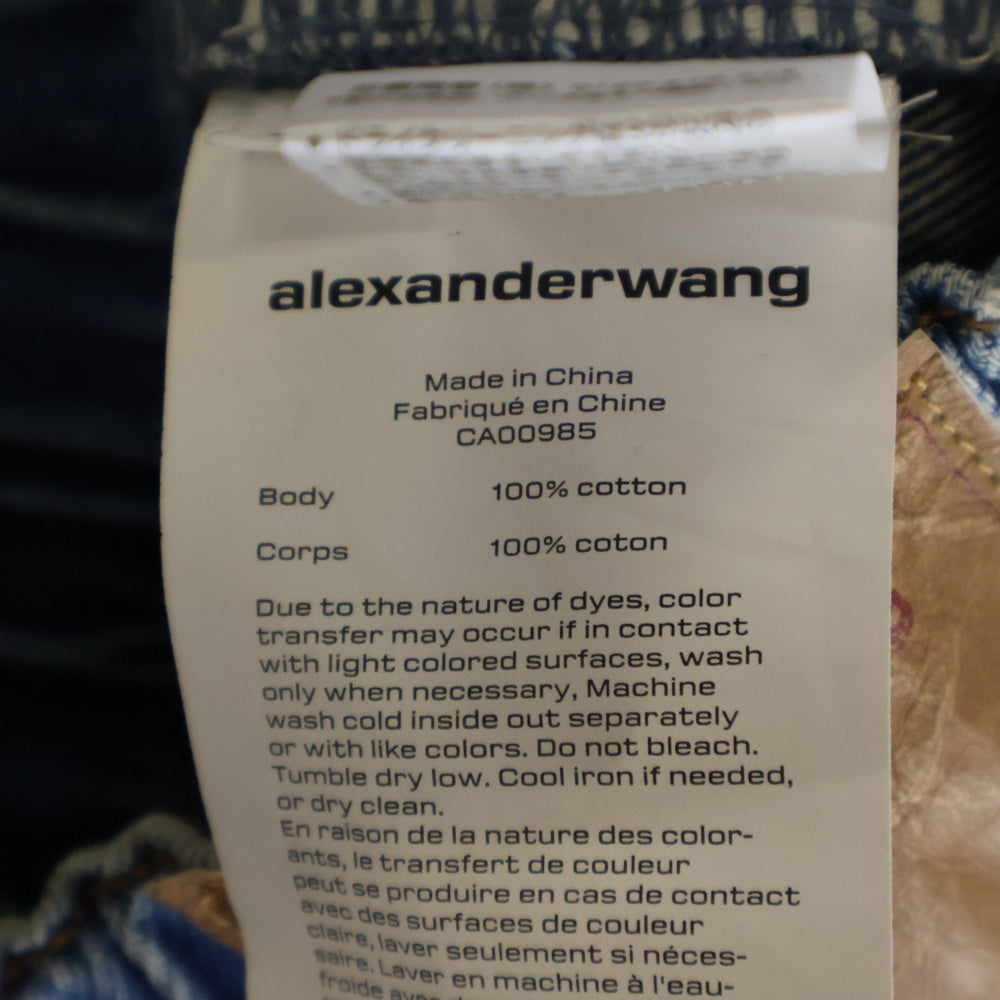 alexanderwang
Made in China
Fabriqué en Chine
CA00985
Body 100% cotton
Corps 100% coton
Due to the nature of dyes, color
transfer may occur if in contact
with light colored surfaces, wash
only when necessary, Machine
wash cold inside out separately
or with like colors. Do not bleach.
Tumble dry low. Cool iron if needed,
or dry clean.
En raison de la nature des color-
ants, le transfert de couleur
peut se produire en cas de contact
avec des surfaces de couleur
claire, laver seulement si néces-
saire. Laver en machine à l'eau-
froide